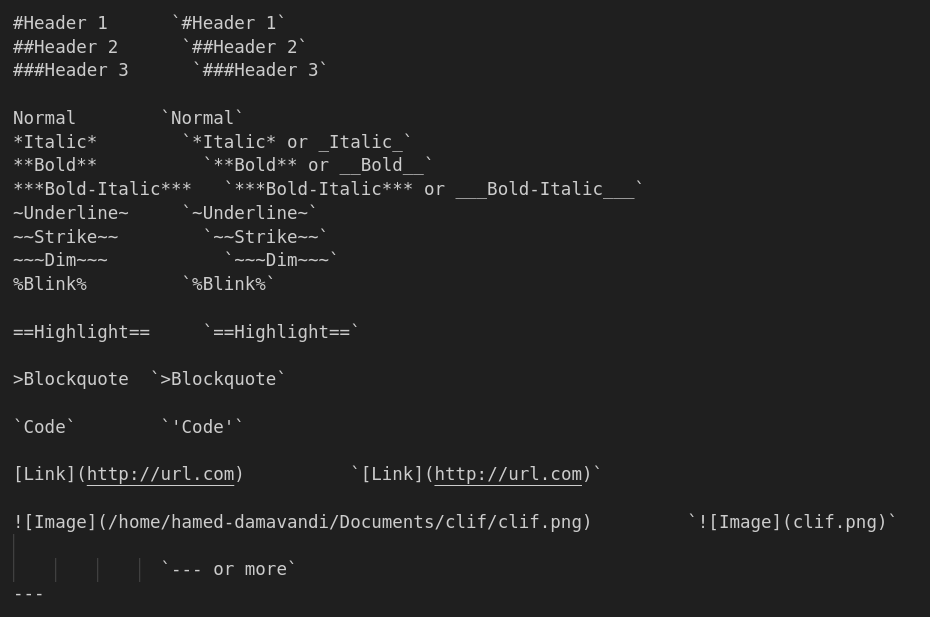 #Header 1      `#Header 1`
##Header 2      `##Header 2`
###Header 3      `###Header 3`
Normal        `Normal`
*Italic*        `*Italic* or _Italic_`
**Bold**          `**Bold** or __Bold__`
***Bold-Italic***   `***Bold-Italic*** or ___Bold-Italic___`
~Underline~     `~Underline~`
~~Strike~~        `~~Strike~~`
~~~Dim~~~           `~~~Dim~~~`
%Blink%         `%Blink%`
==Highlight==     `==Highlight==`
>Blockquote  `>Blockquote`
`Code`        `'Code'`
[Link](http://url.com)          `[Link](http://url.com)`
![Image](/home/hamed-damavandi/Documents/clif/clif.png)         `![Image](clif.png)`
`--- or more`
---